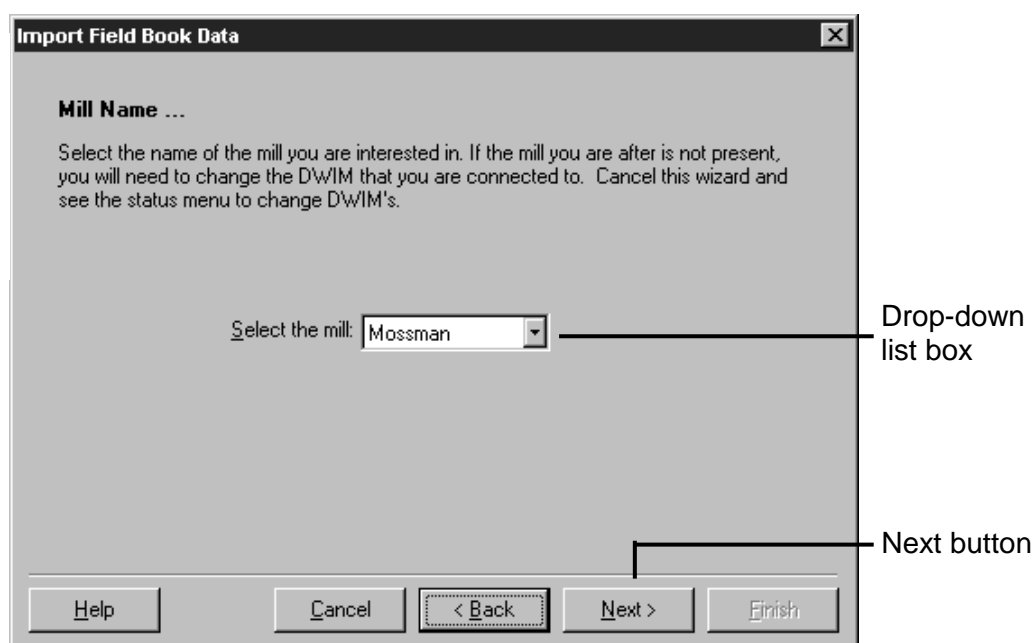 Import Field Book Data
Mill Name ...
Select the name of the mill you are interested in. If the mill you are after is not present,
you will need to change the DWIM that you are connected to.  Cancel this wizard and
see the status menu to change DWIM's.
Select the mill: Mossman
Drop-down
list box
Next button
Help Cancel < Back Next > Finish